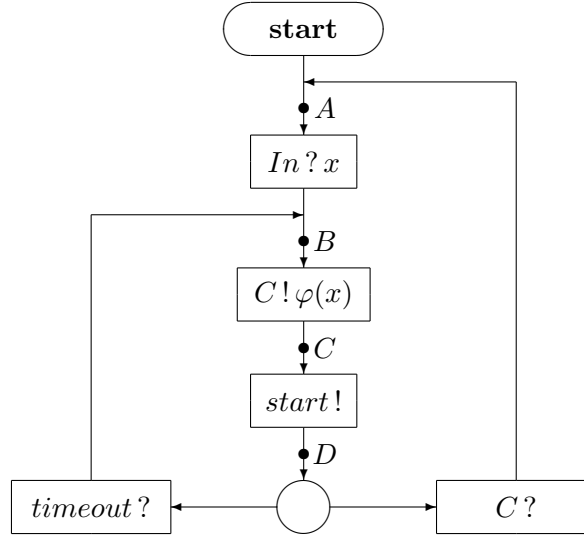 start
A
In ? x
B
C ! φ(x)
C
start !
D
timeout ?
C ?